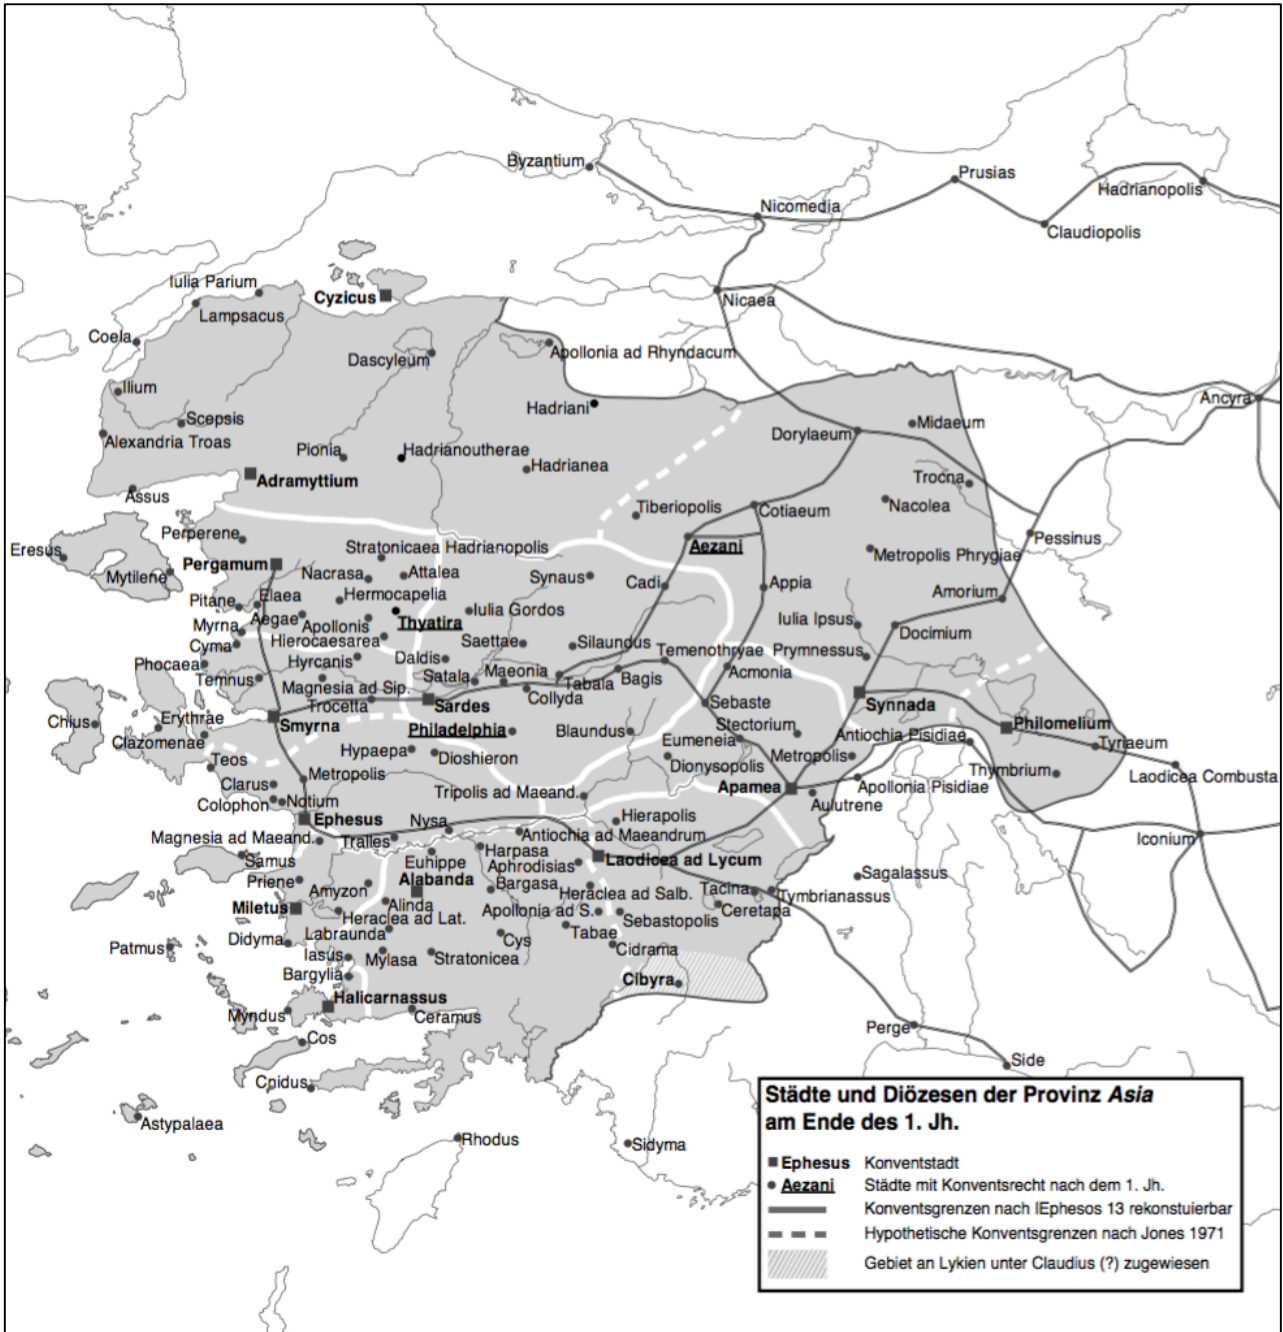 Byzantium
Prusias
Hadrianopolis
Nicomedia
Claudiopolis
Iulia Parium
Cyzicus
Nicaea
Lampsacus
Coela
Dascyleum
Apollonia ad Rhyndacum
Ilium
Hadriani
Ancyra
Scepsis
Midaeum
Alexandria Troas
Dorylaeum
Pionia
Hadrianoutherae
Hadrianea
Adramyttium
Trocna
Assus
Nacolea
Tiberiopolis
Cotiaeum
Perperene
Pessinus
Eresus
Stratonicaea Hadrianopolis
Aezani
Metropolis Phrygiae
Pergamum
Mytilene
Nacrasa
Attalea
Synaus
Cadi
Appia
Amorium
Pitane
Elaea
Hermocapelia
Aegae
Apollonis
Iulia Gordos
Iulia Ipsus
Myrna
Thyatira
Docimium
Cyma
Hierocaesarea
Saettae
Silaundus
Temenothryae
Prymnessus
Phocaea
Hyrcanis
Daldis
Acmonia
Temnus
Satala
Maeonia
Tabala
Bagis
Magnesia ad Sip.
Collyda
Trocetta
Sardes
Sebaste
Synnada
Chius
Erythrae
Smyrna
Philadelphia
Blaundus
Stectorium
Philomelium
Clazomenae
Eumeneia
Antiochia Pisidiae
Tyriaeum
Hypaepa
Dioshieron
Dionysopolis
Metropolis
Teos
Metropolis
Thymbrium
Laodicea Combusta
Clarus
Tripolis ad Maeand.
Apamea
Apollonia Pisidiae
Colophon
Notium
Aulutrene
Ephesus
Nysa
Hierapolis
Magnesia ad Maeand.
Tralles
Antiochia ad Maeandrum
Iconium
Samus
Euhippe
Harpasa
Aphrodisias
Laodicea ad Lycum
Priene
Amyzon
Alabanda
Bargasa
Heraclea ad Salb.
Tacina
Tymbrianassus
Sagalassus
Miletus
Alinda
Apollonia ad S.
Ceretapa
Heraclea ad Lat.
Sebastopolis
Labraunda
Tabae
Patmus
Didyma
Cys
Cidrama
Iasus
Mylasa
Stratonicea
Bargylia
Cibyra
Halicarnassus
Myndus
Ceramus
Perge
Cos
Side
Cnidus
Astypalaea
Rhodus
Sidyma
Städte und Diözesen der Provinz Asia
am Ende des 1. Jh.
Ephesus Konventstadt
Aezani Städte mit Konventsrecht nach dem 1. Jh.
Konventsgrenzen nach IEphesos 13 rekonstuierbar
Hypothetische Konventsgrenzen nach Jones 1971
Gebiet an Lykien unter Claudius (?) zugewiesen